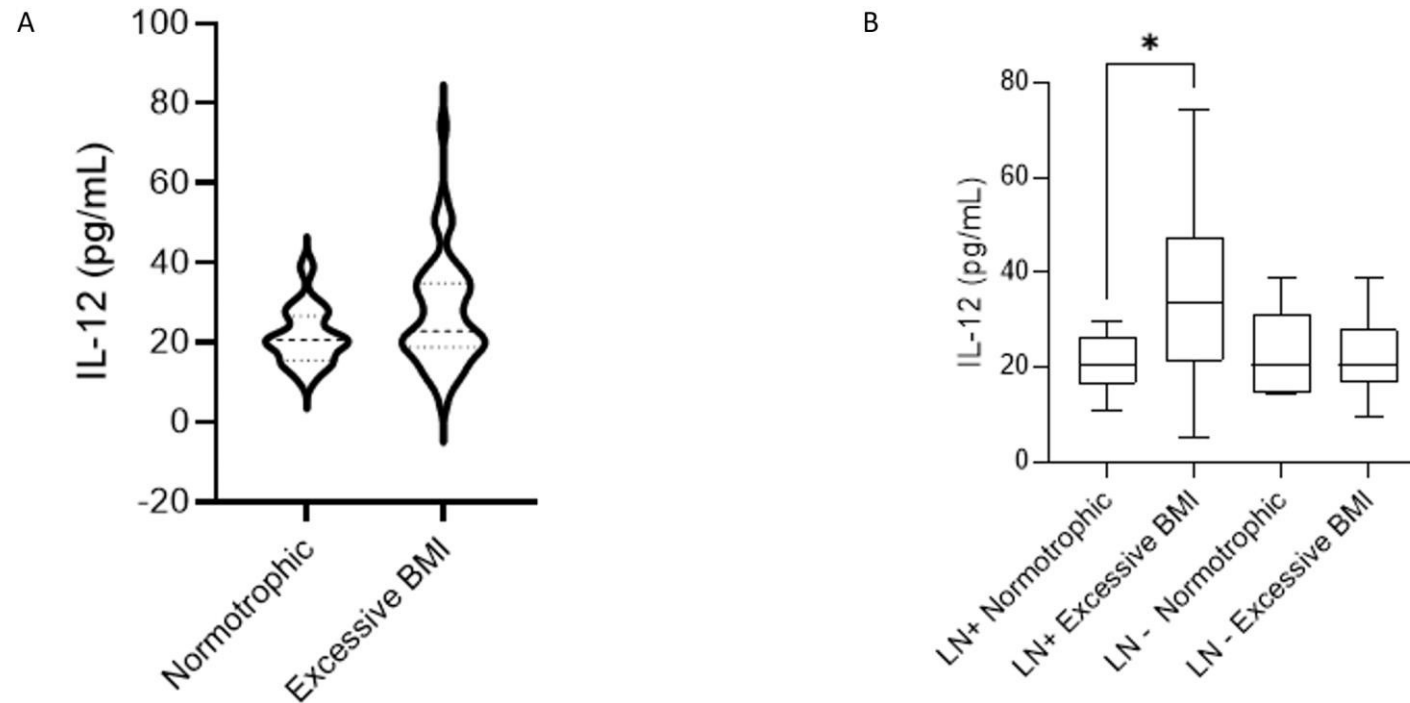 A
100
80
60
40
20
0
-20
IL-12 (pg/mL)
Normotrophic
Excessive BMI
B
*
80
60
40
20
0
IL-12 (pg/mL)
LN+ Normotrophic
LN+ Excessive BMI
LN - Normotrophic
LN - Excessive BMI